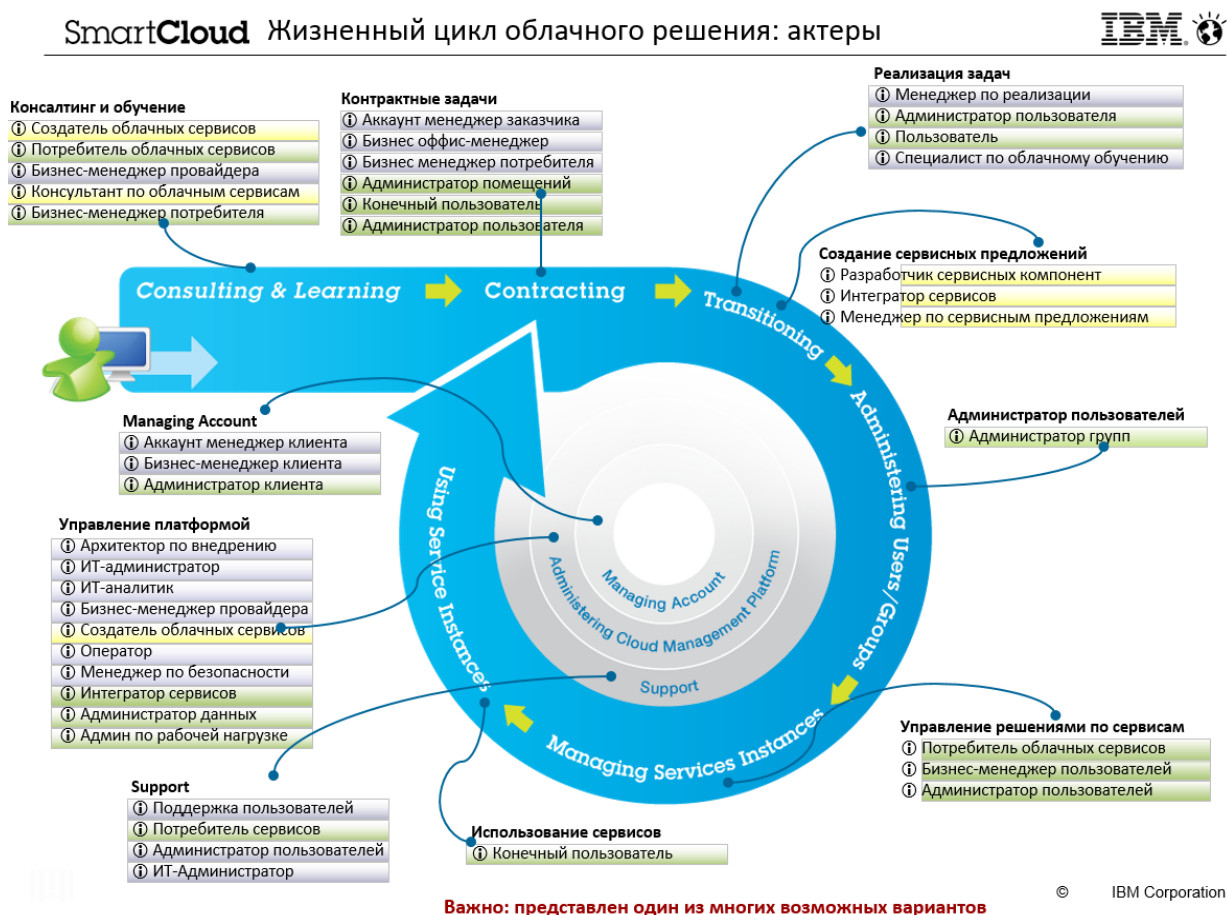 SmartCloud Жизненный цикл облачного решения: актеры
IBM
Консалтинг и обучение
Создатель облачных сервисов
Потребитель облачных сервисов
Бизнес-менеджер провайдера
Консультант по облачным сервисам
Бизнес-менеджер потребителя
Контрактные задачи
Аккаунт менеджер заказчика
Бизнес оффис-менеджер
Бизнес менеджер потребителя
Администратор помещений
Конечный пользователь
Администратор пользователя
Реализация задач
Менеджер по реализации
Администратор пользователя
Пользователь
Специалист по облачному обучению
Создание сервисных предложений
Разработчик сервисных компонент
Интегратор сервисов
Менеджер по сервисным предложениям
Consulting & Learning
Contracting
Transitioning
Administering Users/Groups
Managing Services Instances
Using Service Instances
Managing Account
Administering Cloud Management Platform
Support
Managing Account
Аккаунт менеджер клиента
Бизнес-менеджер клиента
Администратор клиента
Администратор пользователей
Администратор групп
Управление платформой
Архитектор по внедрению
ИТ-администратор
ИТ-аналитик
Бизнес-менеджер провайдера
Создатель облачных сервисов
Оператор
Менеджер по безопасности
Интегратор сервисов
Администратор данных
Админ по рабочей нагрузке
Управление решениями по сервисам
Потребитель облачных сервисов
Бизнес-менеджер пользователей
Администратор пользователей
Support
Поддержка пользователей
Потребитель сервисов
Администратор пользователей
ИТ-Администратор
Использование сервисов
Конечный пользователь
© IBM Corporation
Важно: представлен один из многих возможных вариантов